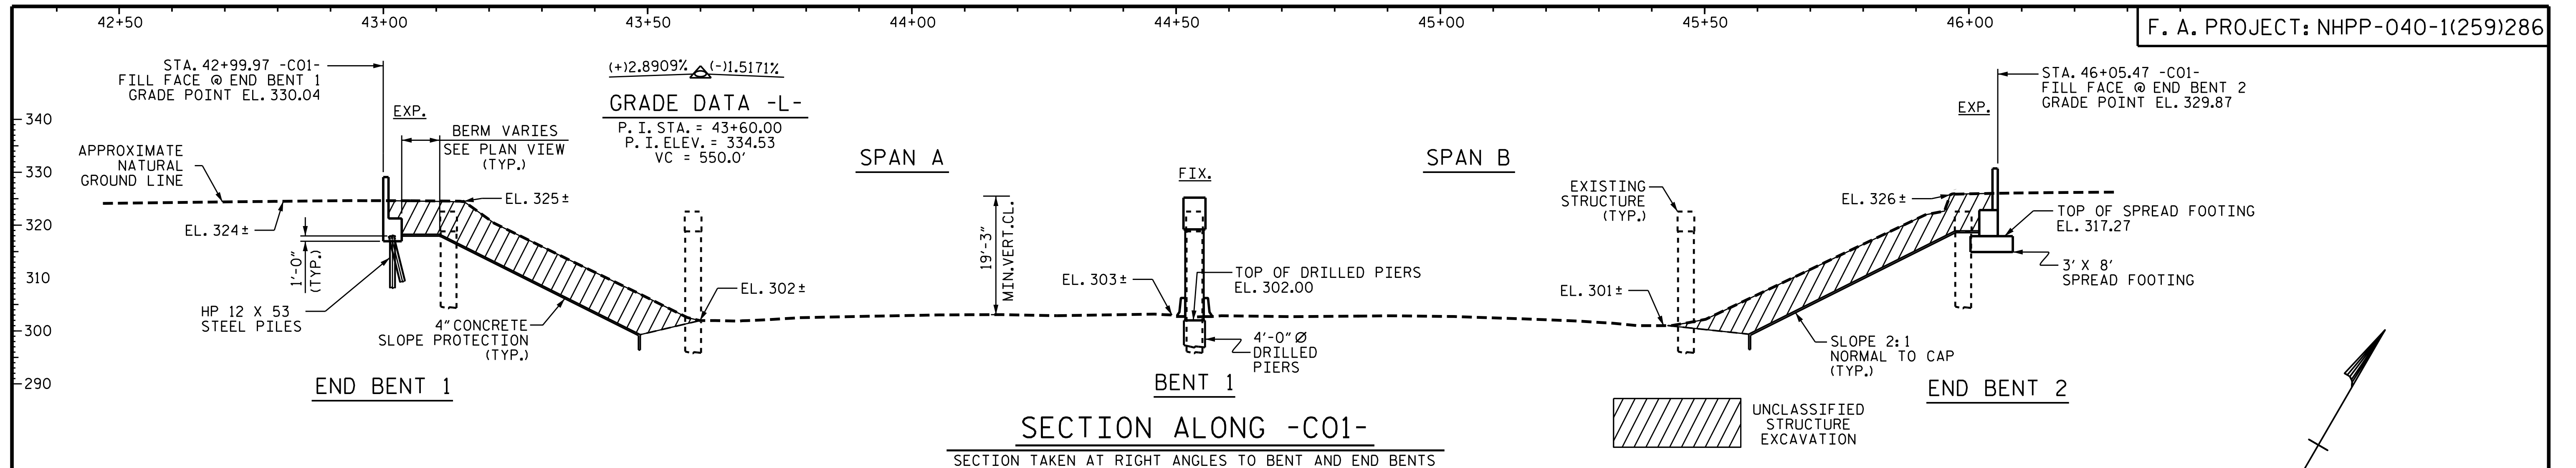 42+50
43+00
43+50
44+00
44+50
45+00
45+50
46+00
F. A. PROJECT: NHPP-040-1(259)286
STA. 42+99.97 -C01-
FILL FACE @ END BENT 1
GRADE POINT EL. 330.04
(+)2.8909%
(-)1.5171%
GRADE DATA -L-
P. I. STA. = 43+60.00
P. I. ELEV. = 334.53
VC = 550.0'
STA. 46+05.47 -C01-
FILL FACE @ END BENT 2
GRADE POINT EL. 329.87
EXP.
EXP.
340
330
320
310
300
290
BERM VARIES
SEE PLAN VIEW
(TYP.)
APPROXIMATE
NATURAL
GROUND LINE
SPAN A
SPAN B
FIX.
EXISTING
STRUCTURE
(TYP.)
EL. 325±
EL. 324±
EL. 326±
1'-0"
(TYP.)
19'-3"
MIN. VERT. CL.
TOP OF SPREAD FOOTING
EL. 317.27
3' X 8'
SPREAD FOOTING
EL. 302±
EL. 303±
TOP OF DRILLED PIERS
EL. 302.00
EL. 301±
HP 12 X 53
STEEL PILES
4" CONCRETE
SLOPE PROTECTION
(TYP.)
4'-0" Ø
DRILLED
PIERS
SLOPE 2:1
NORMAL TO CAP
(TYP.)
END BENT 1
BENT 1
END BENT 2
UNCLASSIFIED
STRUCTURE
EXCAVATION
SECTION ALONG -C01-
SECTION TAKEN AT RIGHT ANGLES TO BENT AND END BENTS